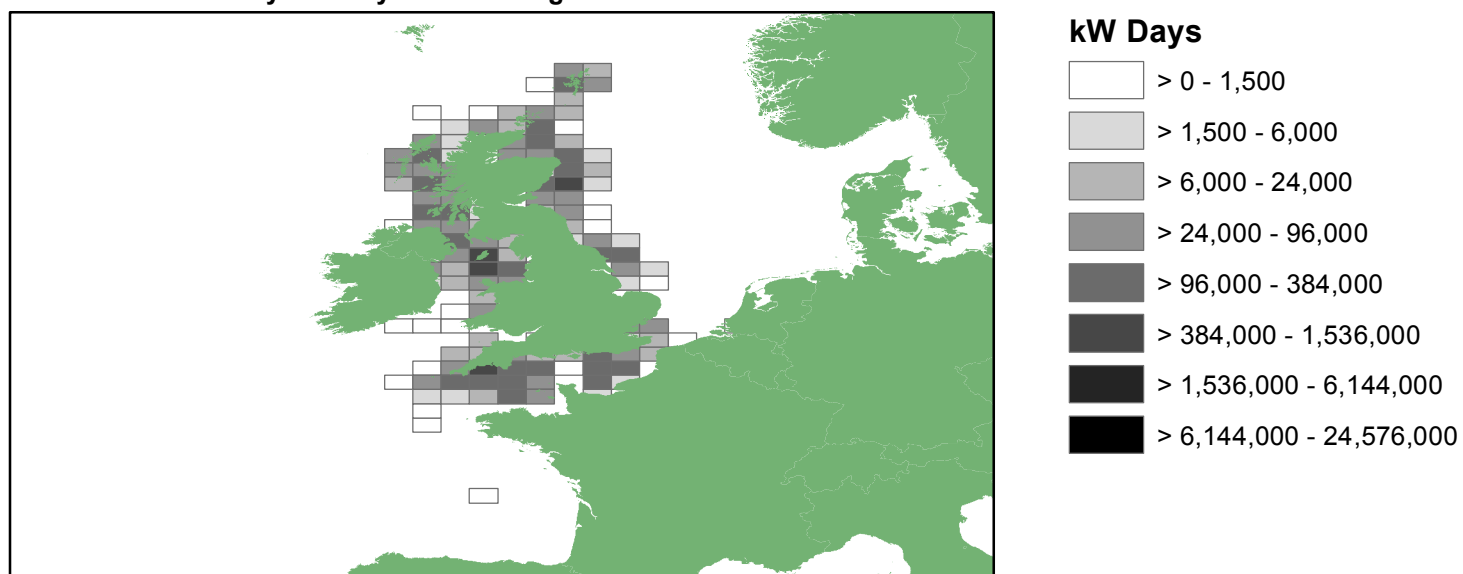 kW Days
> 0 - 1,500
> 1,500 - 6,000
> 6,000 - 24,000
> 24,000 - 96,000
> 96,000 - 384,000
> 384,000 - 1,536,000
> 1,536,000 - 6,144,000
> 6,144,000 - 24,576,000